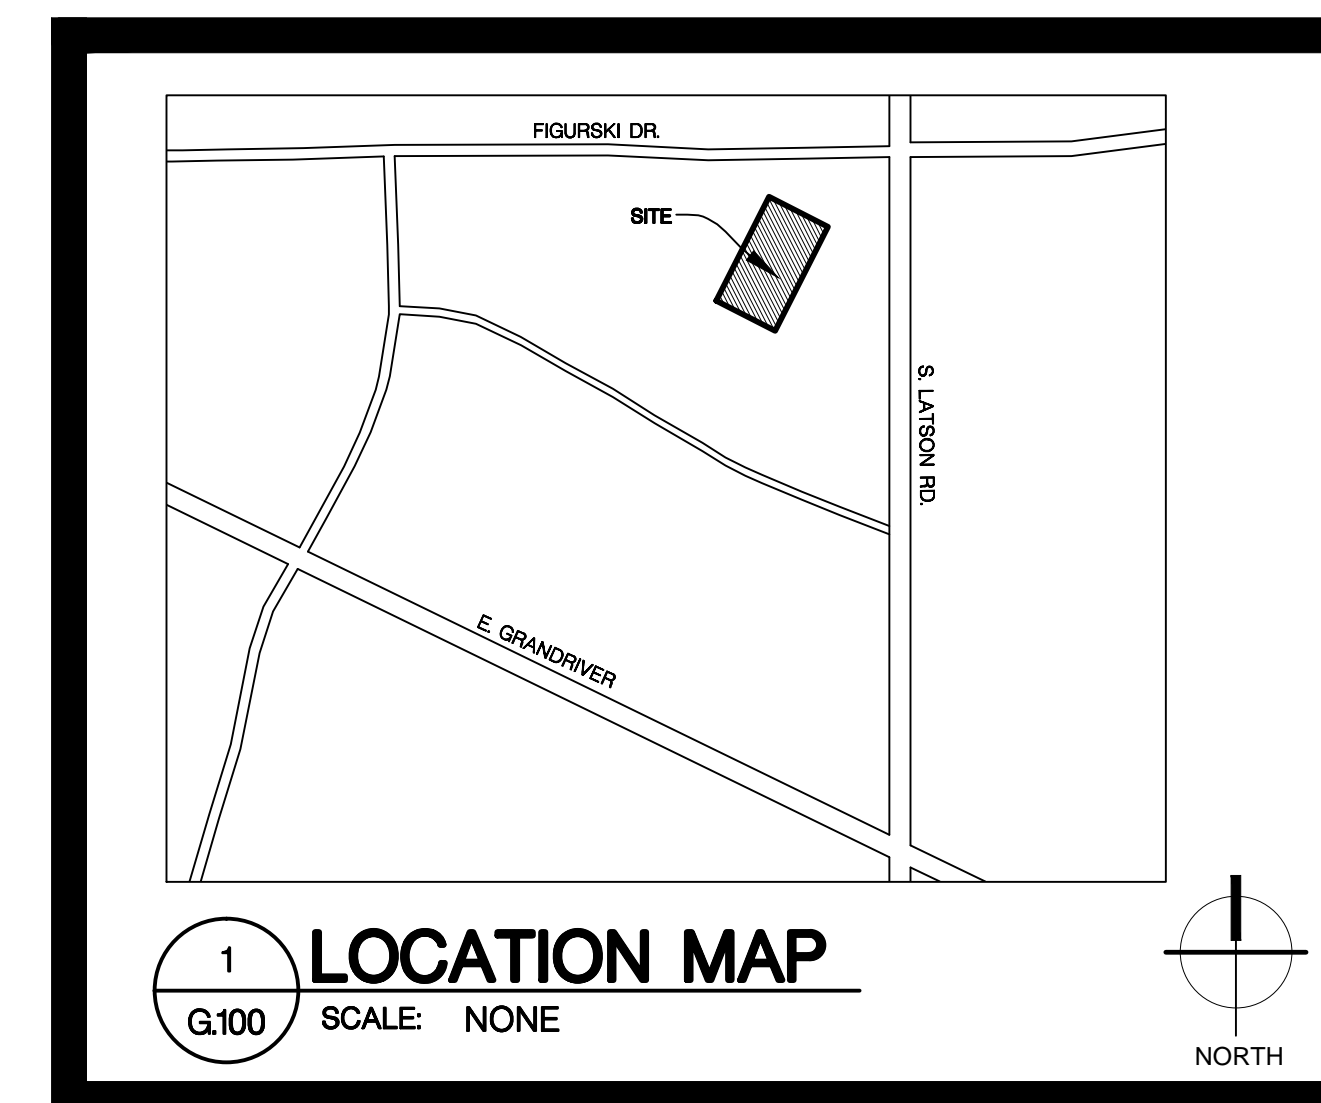 FIGURSKI DR.
SITE
S. LATSON RD.
E. GRANDRIVER
1
LOCATION MAP
G.100
SCALE: NONE
NORTH